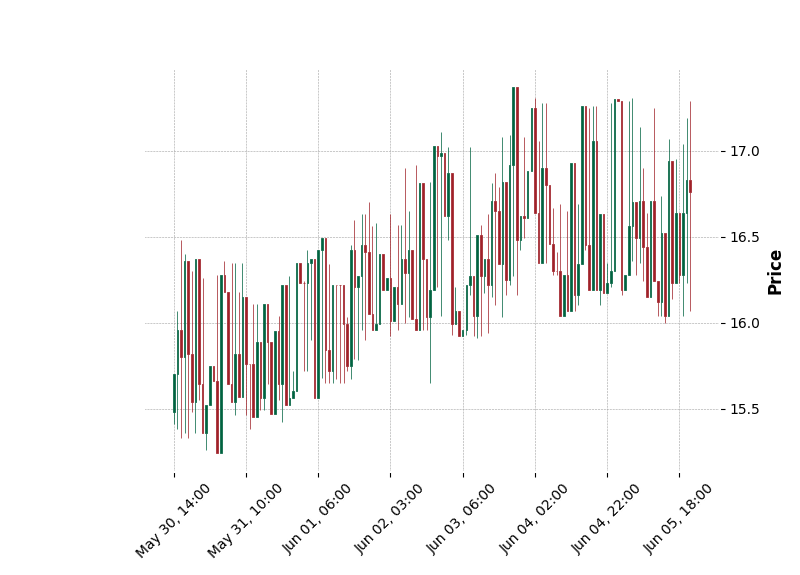 17.0
16.5
16.0
15.5
Price
May 30, 14:00
May 31, 10:00
Jun 01, 06:00
Jun 02, 03:00
Jun 03, 06:00
Jun 04, 02:00
Jun 04, 22:00
Jun 05, 18:00